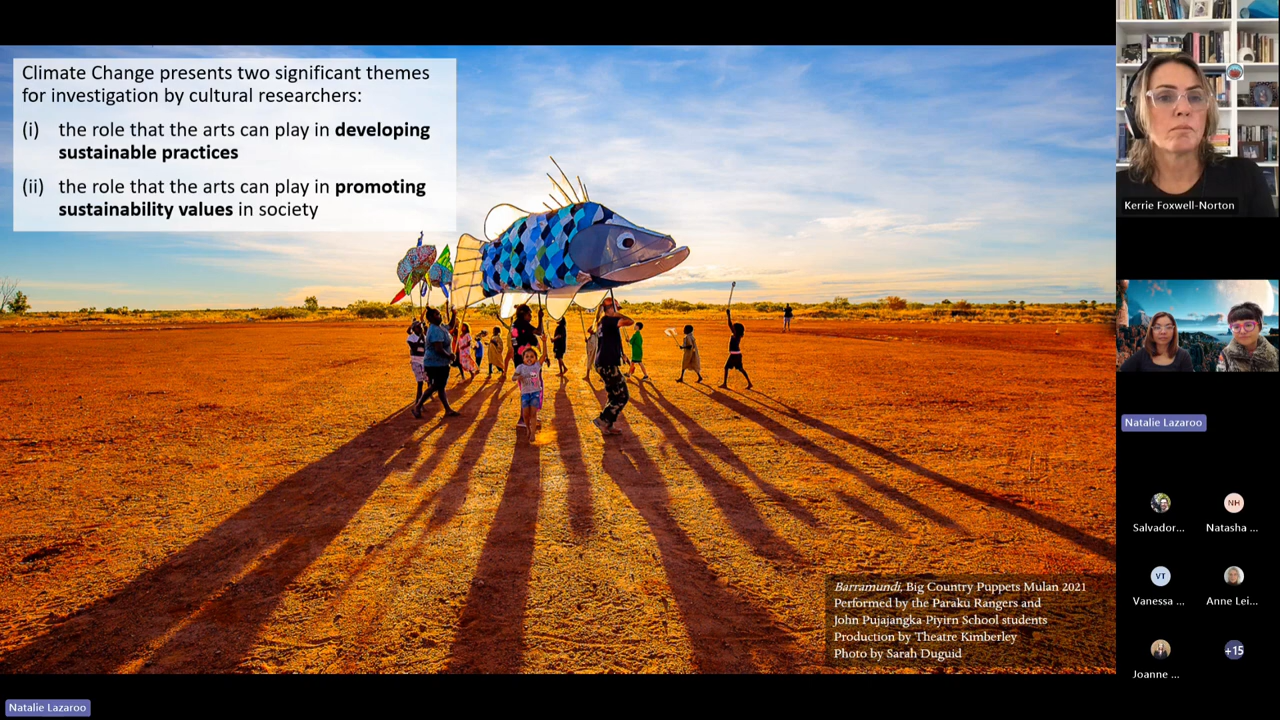 Climate Change presents two significant themes
for investigation by cultural researchers:
(i) the role that the arts can play in developing
sustainable practices
(ii) the role that the arts can play in promoting
sustainability values in society
Barramundi, Big Country Puppets Mulan 2021
Performed by the Paraku Rangers and
John Pujajangka-Piyirn School students
Production by Theatre Kimberley
Photo by Sarah Duguid
Natalie Lazaroo
Kerrie Foxwell-Norton
Natalie Lazaroo
Salvador...
NH
Natasha ...
VT
Vanessa ...
Anne Lei...
Joanne ...
+15